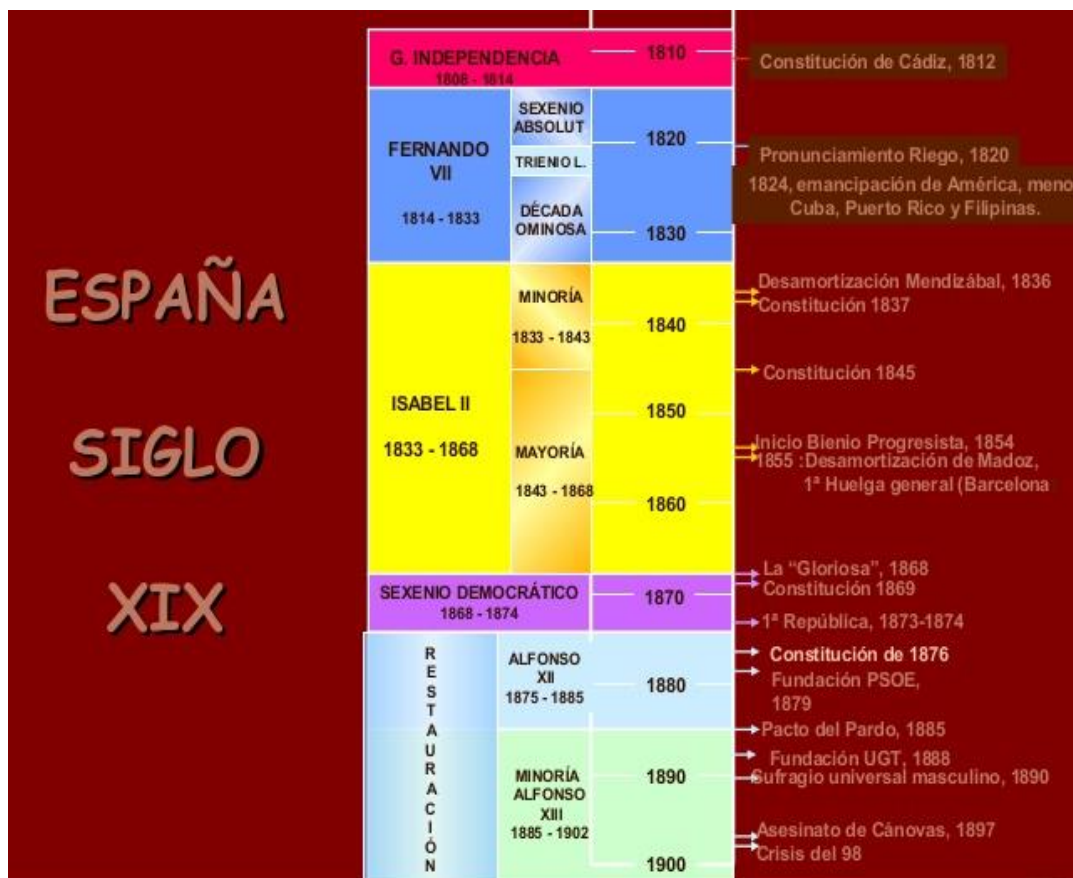 ESPAÑA
SIGLO
XIX
G. INDEPENDENCIA
1808 - 1814
FERNANDO
VII
1814 - 1833
SEXENIO
ABSOLUT
TRIENIO L.
DÉCADA
OMINOSA
ISABEL II
1833 - 1868
MINORÍA
1833 - 1843
MAYORÍA
1843 - 1868
SEXENIO DEMOCRÁTICO
1868 - 1874
RESTAURACIÓN
ALFONSO
XII
1875 - 1885
MINORÍA
ALFONSO
XIII
1885 - 1902
1810
1820
1830
1840
1850
1860
1870
1880
1890
1900
Constitución de Cádiz, 1812
Pronunciamiento Riego, 1820
1824, emancipación de América, meno
Cuba, Puerto Rico y Filipinas.
Desamortización Mendizábal, 1836
Constitución 1837
Constitución 1845
Inicio Bienio Progresista, 1854
1855 :Desamortización de Madoz,
1ª Huelga general (Barcelona
La “Gloriosa”, 1868
Constitución 1869
1ª República, 1873-1874
Constitución de 1876
Fundación PSOE,
1879
Pacto del Pardo, 1885
Fundación UGT, 1888
Sufragio universal masculino, 1890
Asesinato de Cánovas, 1897
Crisis del 98